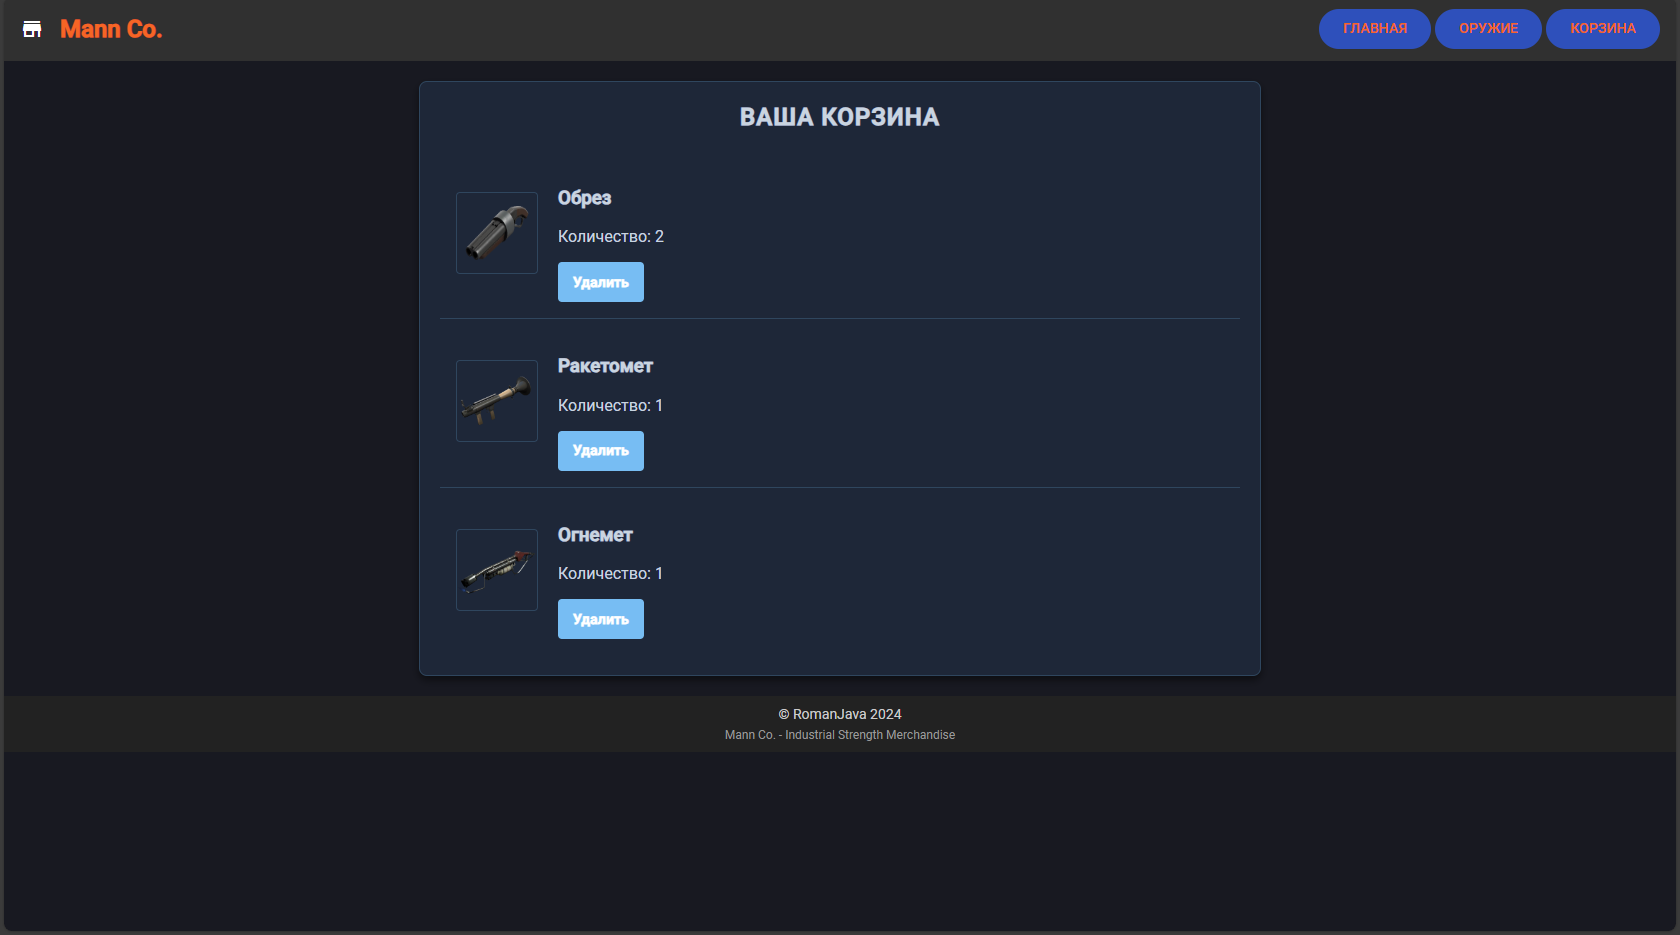 Mann Co.
ГЛАВНАЯ
ОРУЖИЕ
КОРЗИНА
ВАША КОРЗИНА
Обрез
Количество: 2
Удалить
Ракетомет
Количество: 1
Удалить
Огнемет
Количество: 1
Удалить
© RomanJava 2024
Mann Co. - Industrial Strength Merchandise